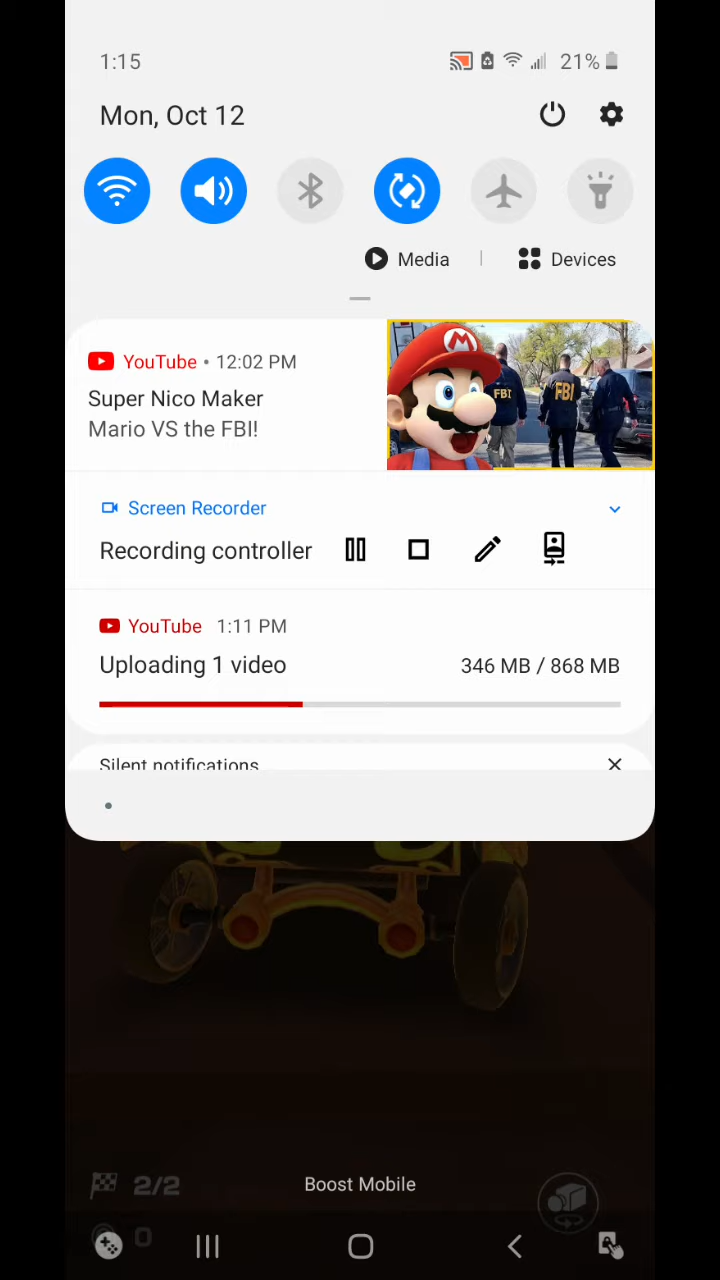 1:15
21%
Mon, Oct 12
Media
Devices
YouTube • 12:02 PM
Super Nico Maker
Mario VS the FBI!
M
FBI
FBI
Screen Recorder
Recording controller
YouTube 1:11 PM
Uploading 1 video
346 MB / 868 MB
Silent notifications
2/2
Boost Mobile
0